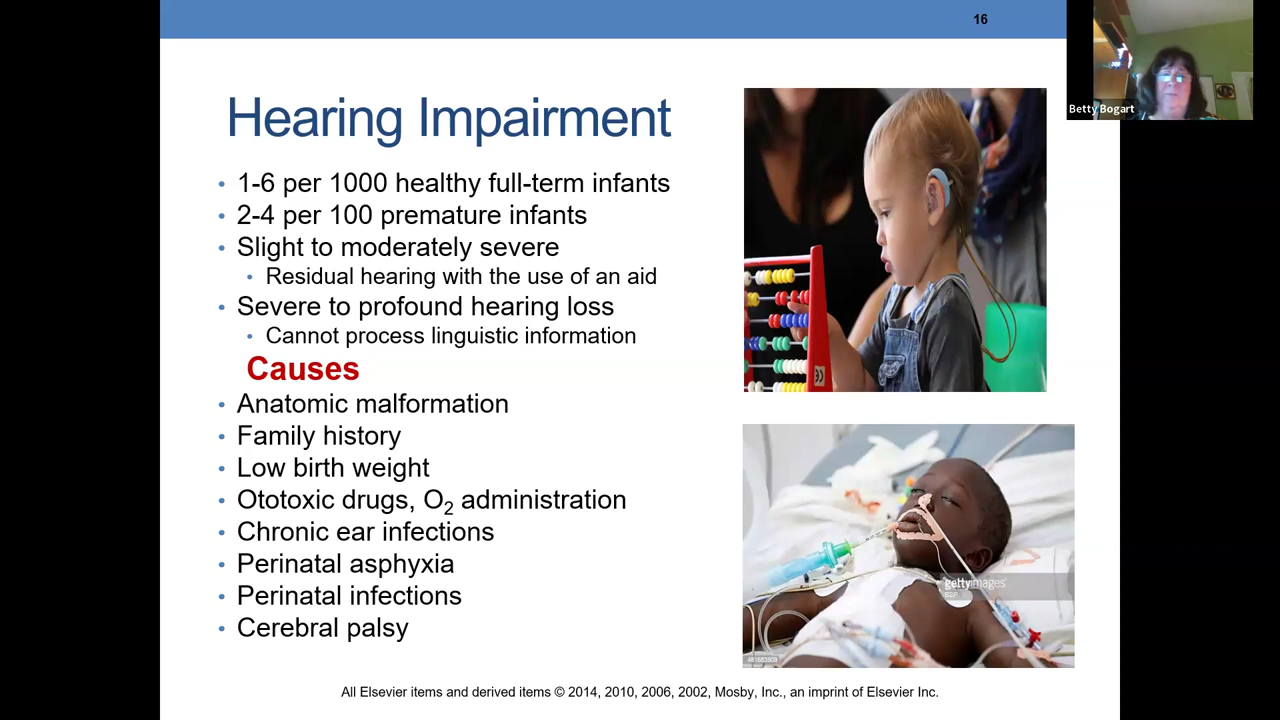 16
Betty Bogart
Hearing Impairment
• 1-6 per 1000 healthy full-term infants
• 2-4 per 100 premature infants
• Slight to moderately severe
• Residual hearing with the use of an aid
• Severe to profound hearing loss
• Cannot process linguistic information
Causes
• Anatomic malformation
• Family history
• Low birth weight
• Ototoxic drugs, O₂ administration
• Chronic ear infections
• Perinatal asphyxia
• Perinatal infections
• Cerebral palsy
gettyimages
BSIP
All Elsevier items and derived items © 2014, 2010, 2006, 2002, Mosby, Inc., an imprint of Elsevier Inc.